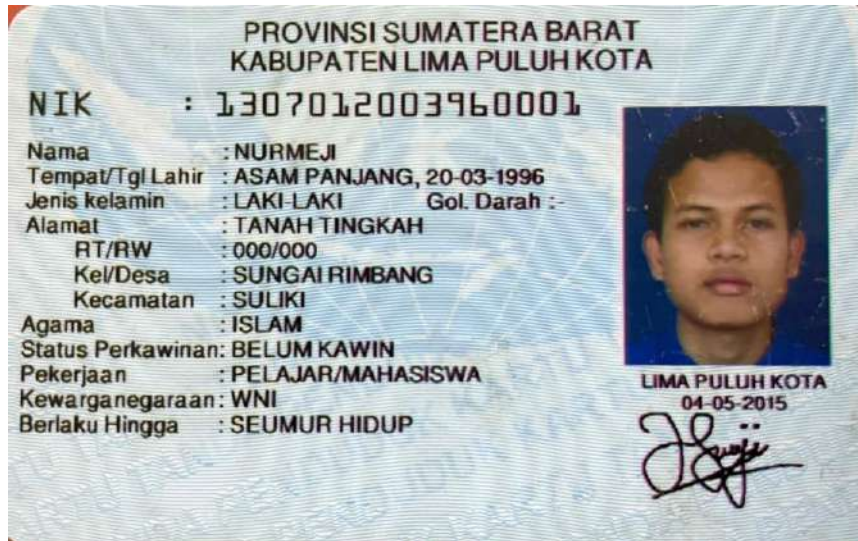 PROVINSI SUMATERA BARAT
KABUPATEN LIMA PULUH KOTA
NIK : 1307012003960001
Nama : NURMEJI
Tempat/Tgl Lahir : ASAM PANJANG, 20-03-1996
Jenis kelamin : LAKI-LAKI Gol. Darah :-
Alamat : TANAH TINGKAH
RT/RW : 000/000
Kel/Desa : SUNGAI RIMBANG
Kecamatan : SULIKI
Agama : ISLAM
Status Perkawinan: BELUM KAWIN
Pekerjaan : PELAJAR/MAHASISWA
Kewarganegaraan: WNI
Berlaku Hingga : SEUMUR HIDUP
LIMA PULUH KOTA
04-05-2015